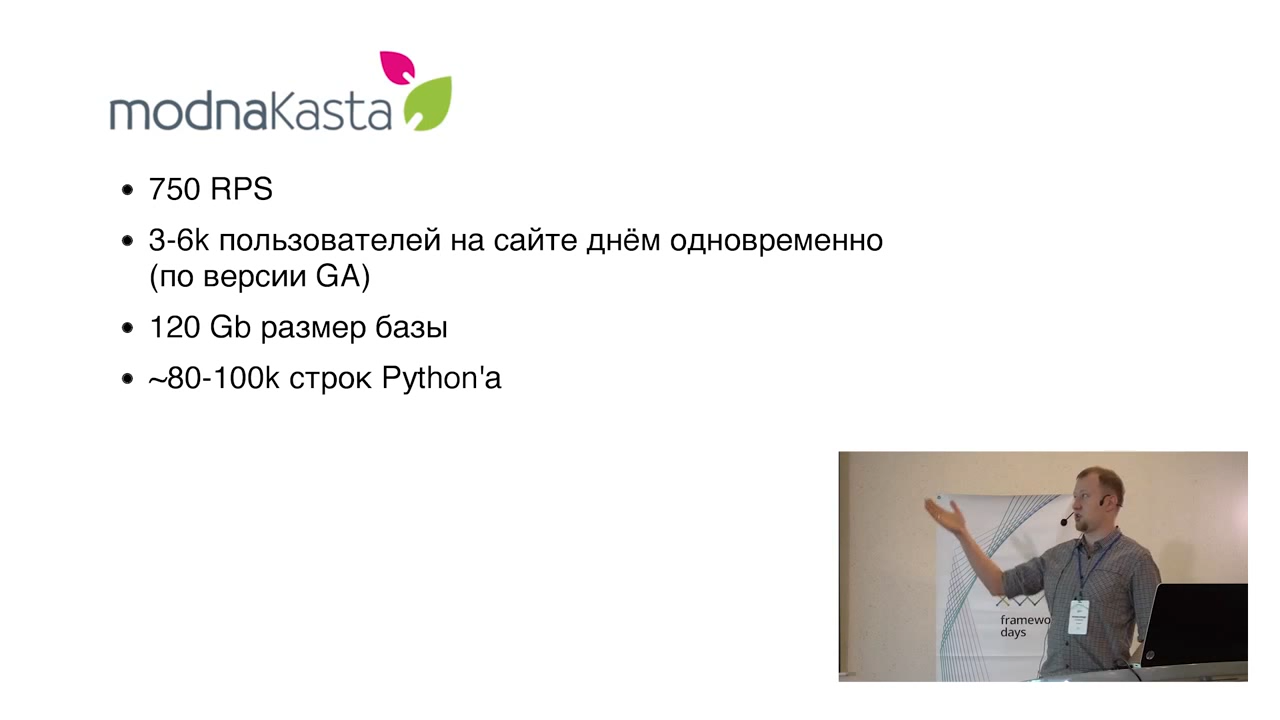 modnaKasta
750 RPS
3-6k пользователей на сайте днём одновременно
(по версии GA)
120 Gb размер базы
~80-100k строк Python'а
framewo
days